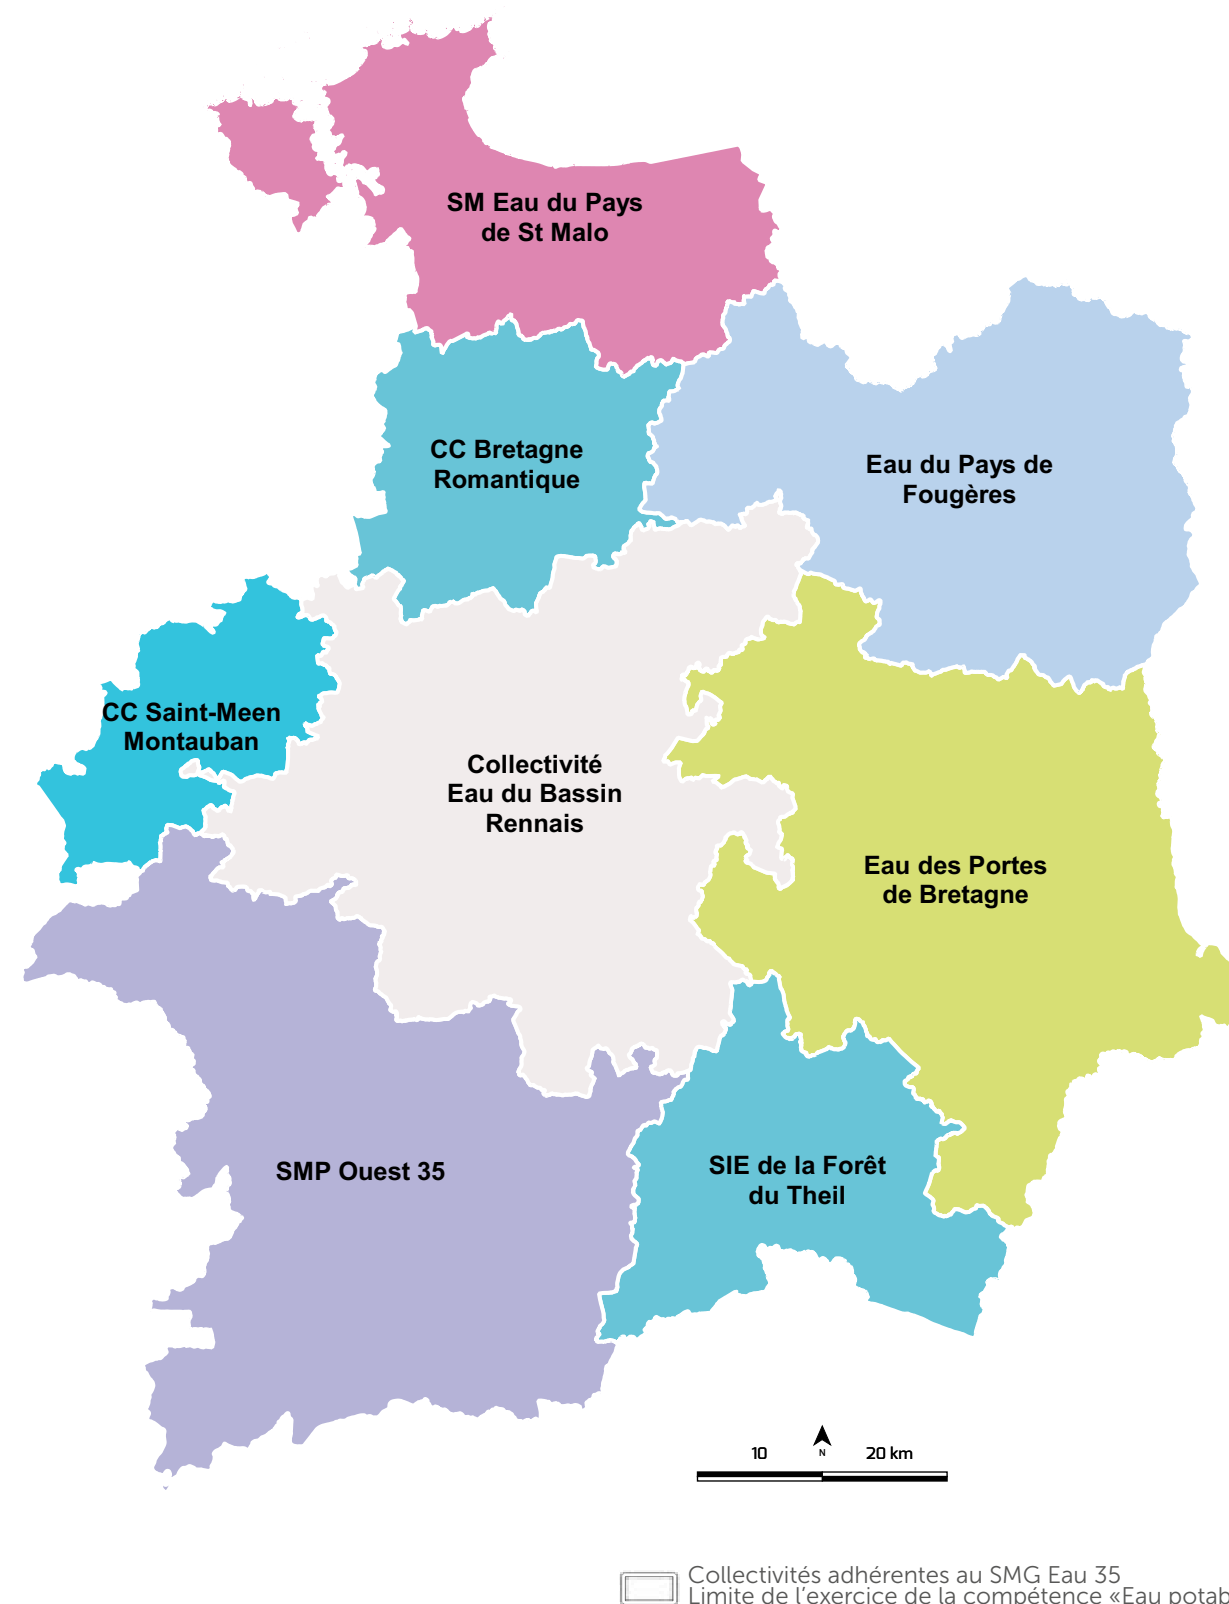 SM Eau du Pays
de St Malo
CC Bretagne
Romantique
Eau du Pays de
Fougères
CC Saint-Meen
Montauban
Collectivité
Eau du Bassin
Rennais
Eau des Portes
de Bretagne
SMP Ouest 35
SIE de la Forêt
du Theil
10 N 20 km
Collectivités adhérentes au SMG Eau 35
Limite de l'exercice de la compétence «Eau potab